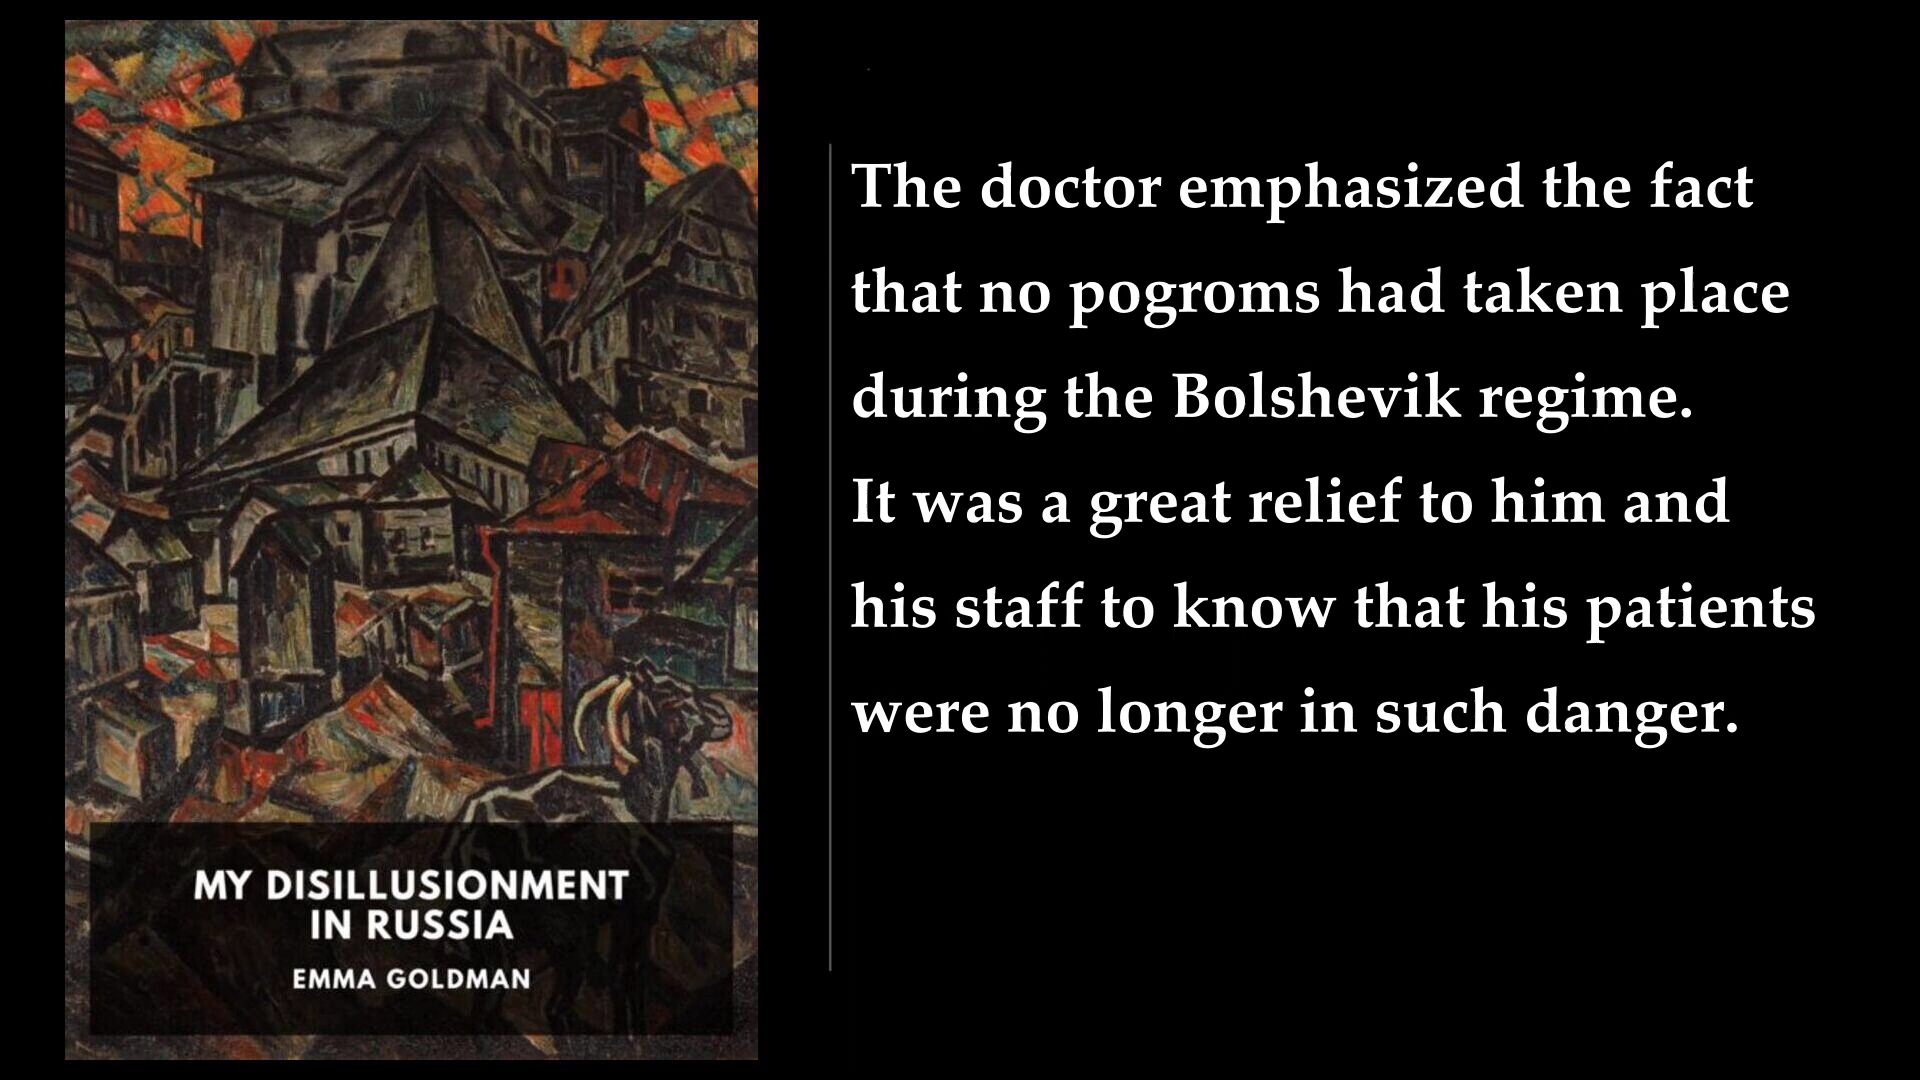 MY DISILLUSIONMENT
IN RUSSIA
EMMA GOLDMAN
The doctor emphasized the fact
that no pogroms had taken place
during the Bolshevik regime.
It was a great relief to him and
his staff to know that his patients
were no longer in such danger.